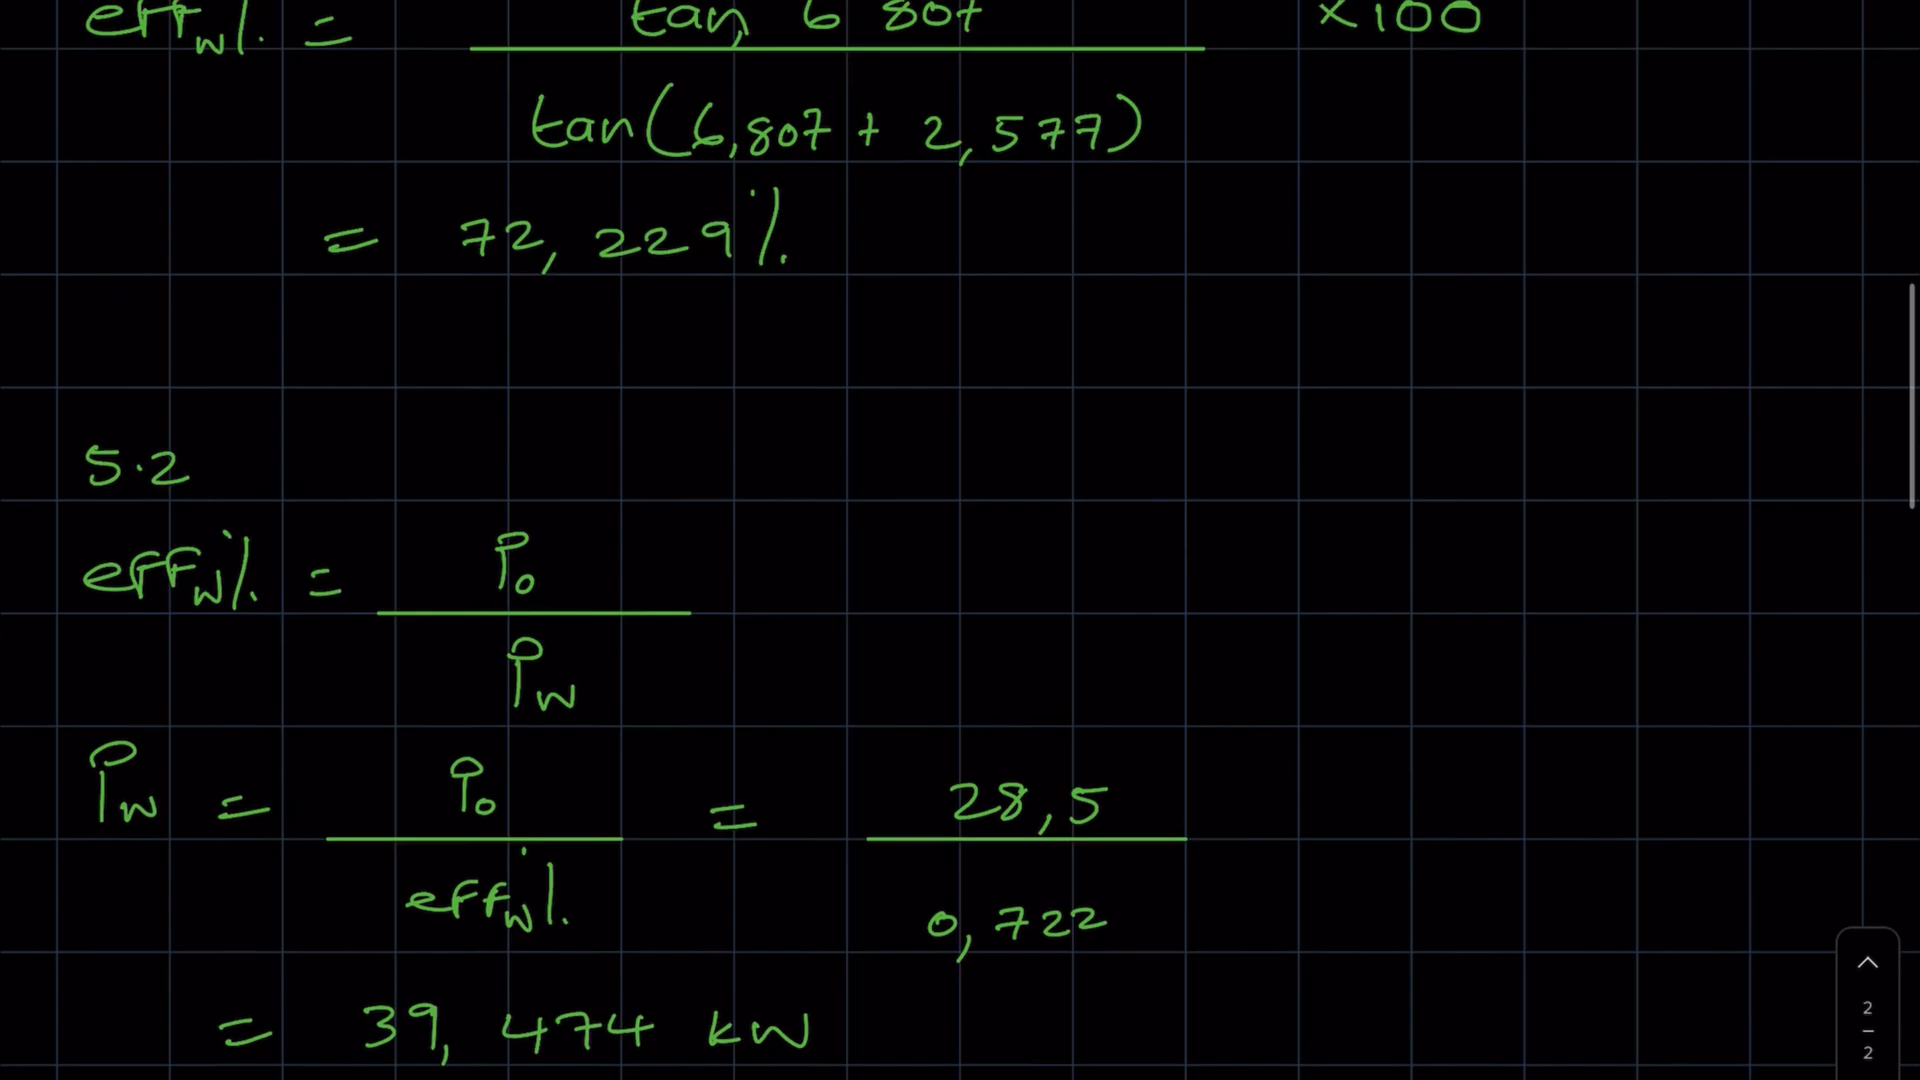 effw% = tan, 6 807 ×100
tan(6,807 + 2,577)
= 72, 229%
5.2
effw% = Po
Pw
Pw = Po = 28,5
effw% 0,722
= 39, 474 kW
2
2